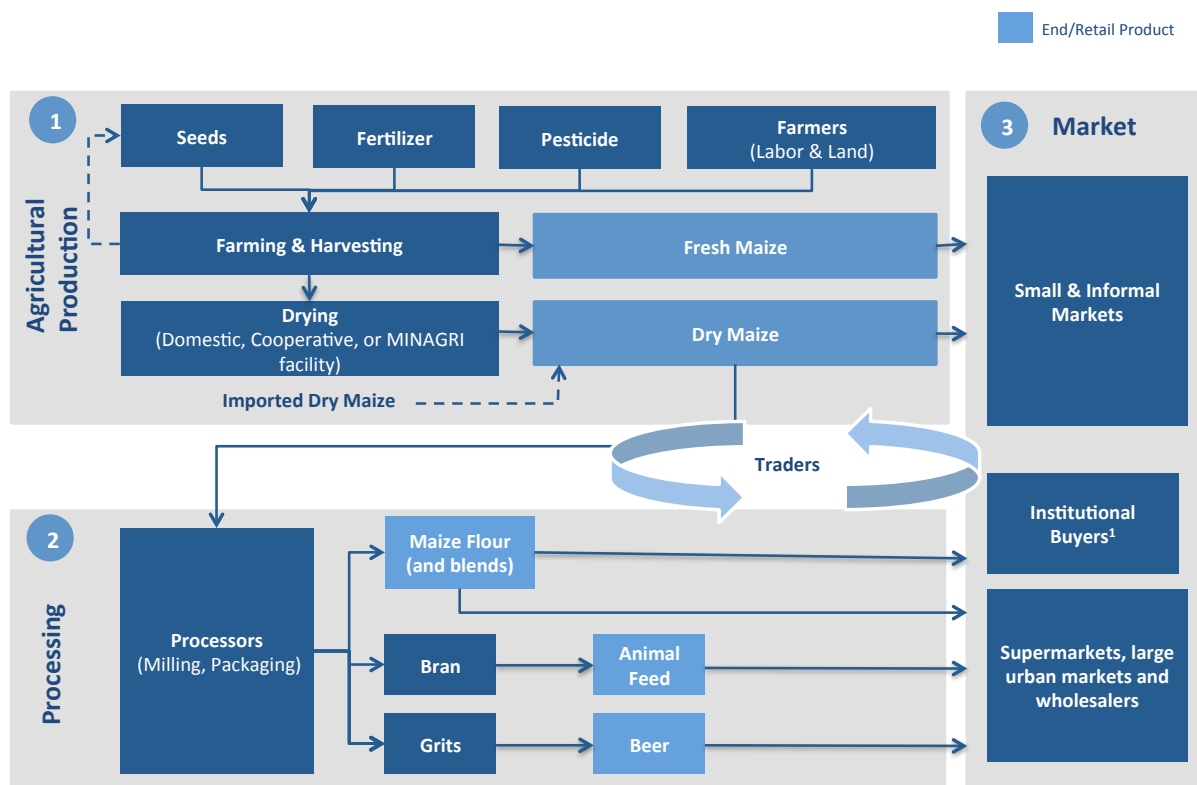 End/Retail Product
1
Agricultural
Production
Seeds
Fertilizer
Pesticide
Farmers
(Labor & Land)
Farming & Harvesting
Fresh Maize
Drying
(Domestic, Cooperative, or MINAGRI
facility)
Dry Maize
Imported Dry Maize
Traders
2
Processing
Processors
(Milling, Packaging)
Maize Flour
(and blends)
Bran
Animal
Feed
Grits
Beer
3
Market
Small & Informal
Markets
Institutional
Buyers1
Supermarkets, large
urban markets and
wholesalers